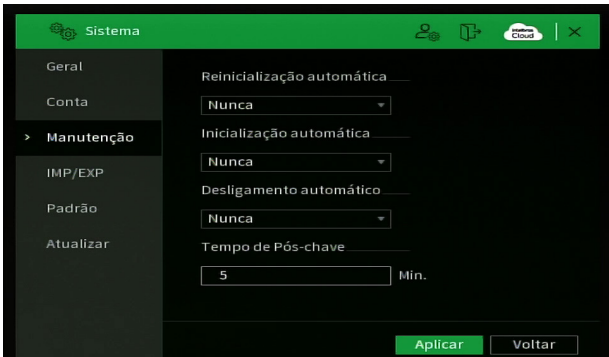 Sistema
intelbras
Cloud
Geral
Conta
Manutenção
IMP/EXP
Padrão
Atualizar
Reinicialização automática
Nunca
Inicialização automática
Nunca
Desligamento automático
Nunca
Tempo de Pós-chave
5 Min.
Aplicar Voltar